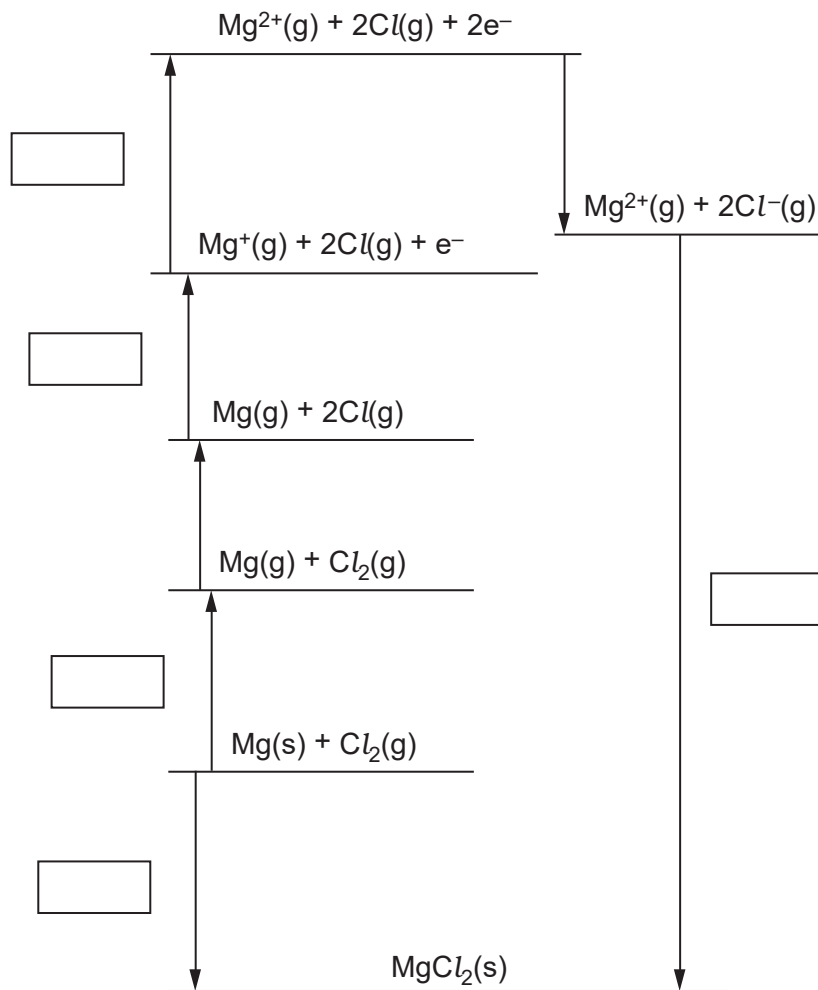 Mg²⁺(g) + 2Cl(g) + 2e⁻
Mg²⁺(g) + 2Cl⁻(g)
Mg⁺(g) + 2Cl(g) + e⁻
Mg(g) + 2Cl(g)
Mg(g) + Cl₂(g)
Mg(s) + Cl₂(g)
MgCl₂(s)